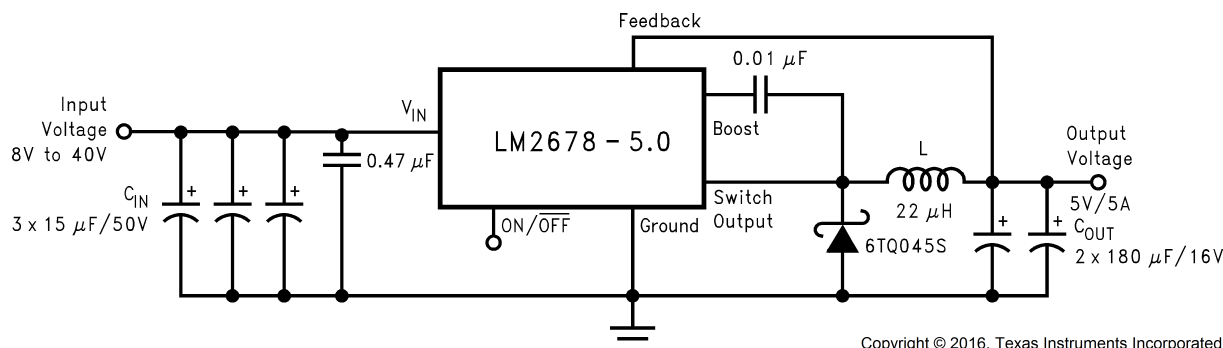 Feedback
0.01 μF
Input
Voltage
8V to 40V
V_IN
LM2678 – 5.0
Boost
L
Output
Voltage
5V/5A
0.47 μF
C_IN
3 x 15 μF/50V
ON/O̅F̅F̅
Ground
Switch
Output
22 μH
6TQ045S
C_OUT
2 x 180 μF/16V
+
+
+
+
+
Copyright © 2016, Texas Instruments Incorporated